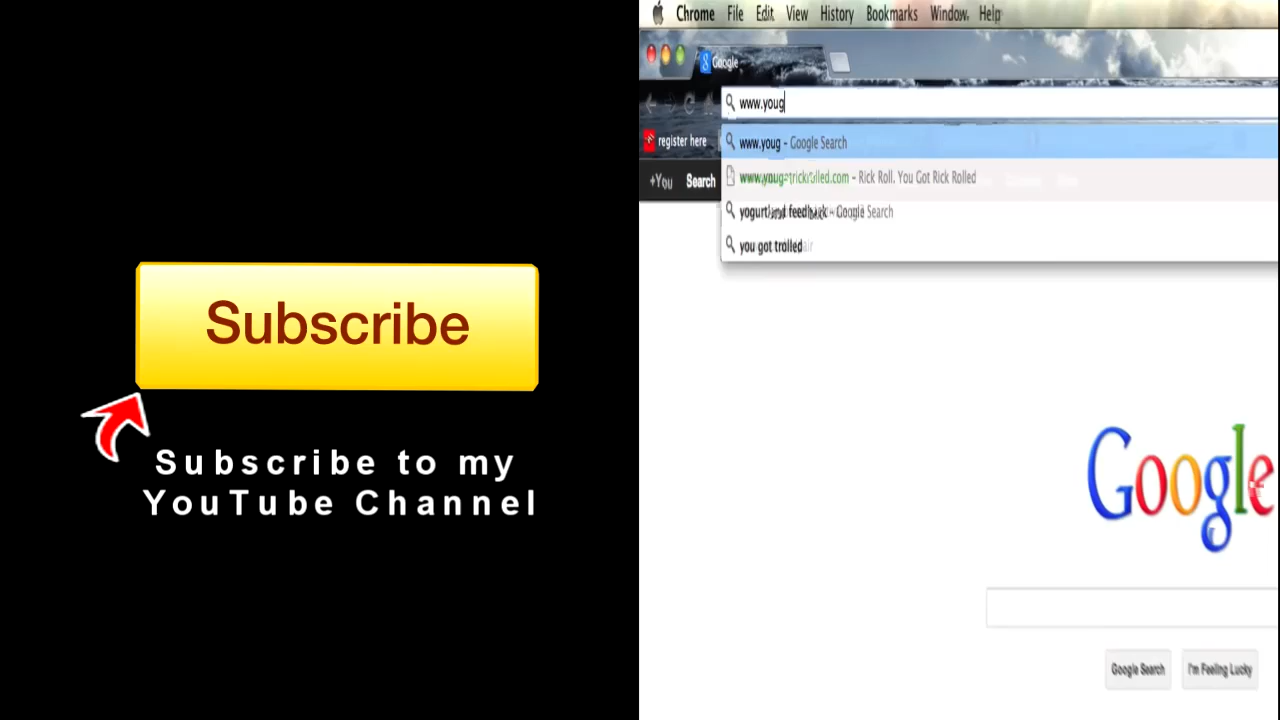 Subscribe
Subscribe to my
YouTube Channel
Chrome File Edit View History Bookmarks Window Help
Google
www.youg
register here
www.youg - Google Search
+You Search
– Rick Roll. You Got Rick Rolled
feedback - Google Search
you got trolled
Google
Google Search I'm Feeling Lucky